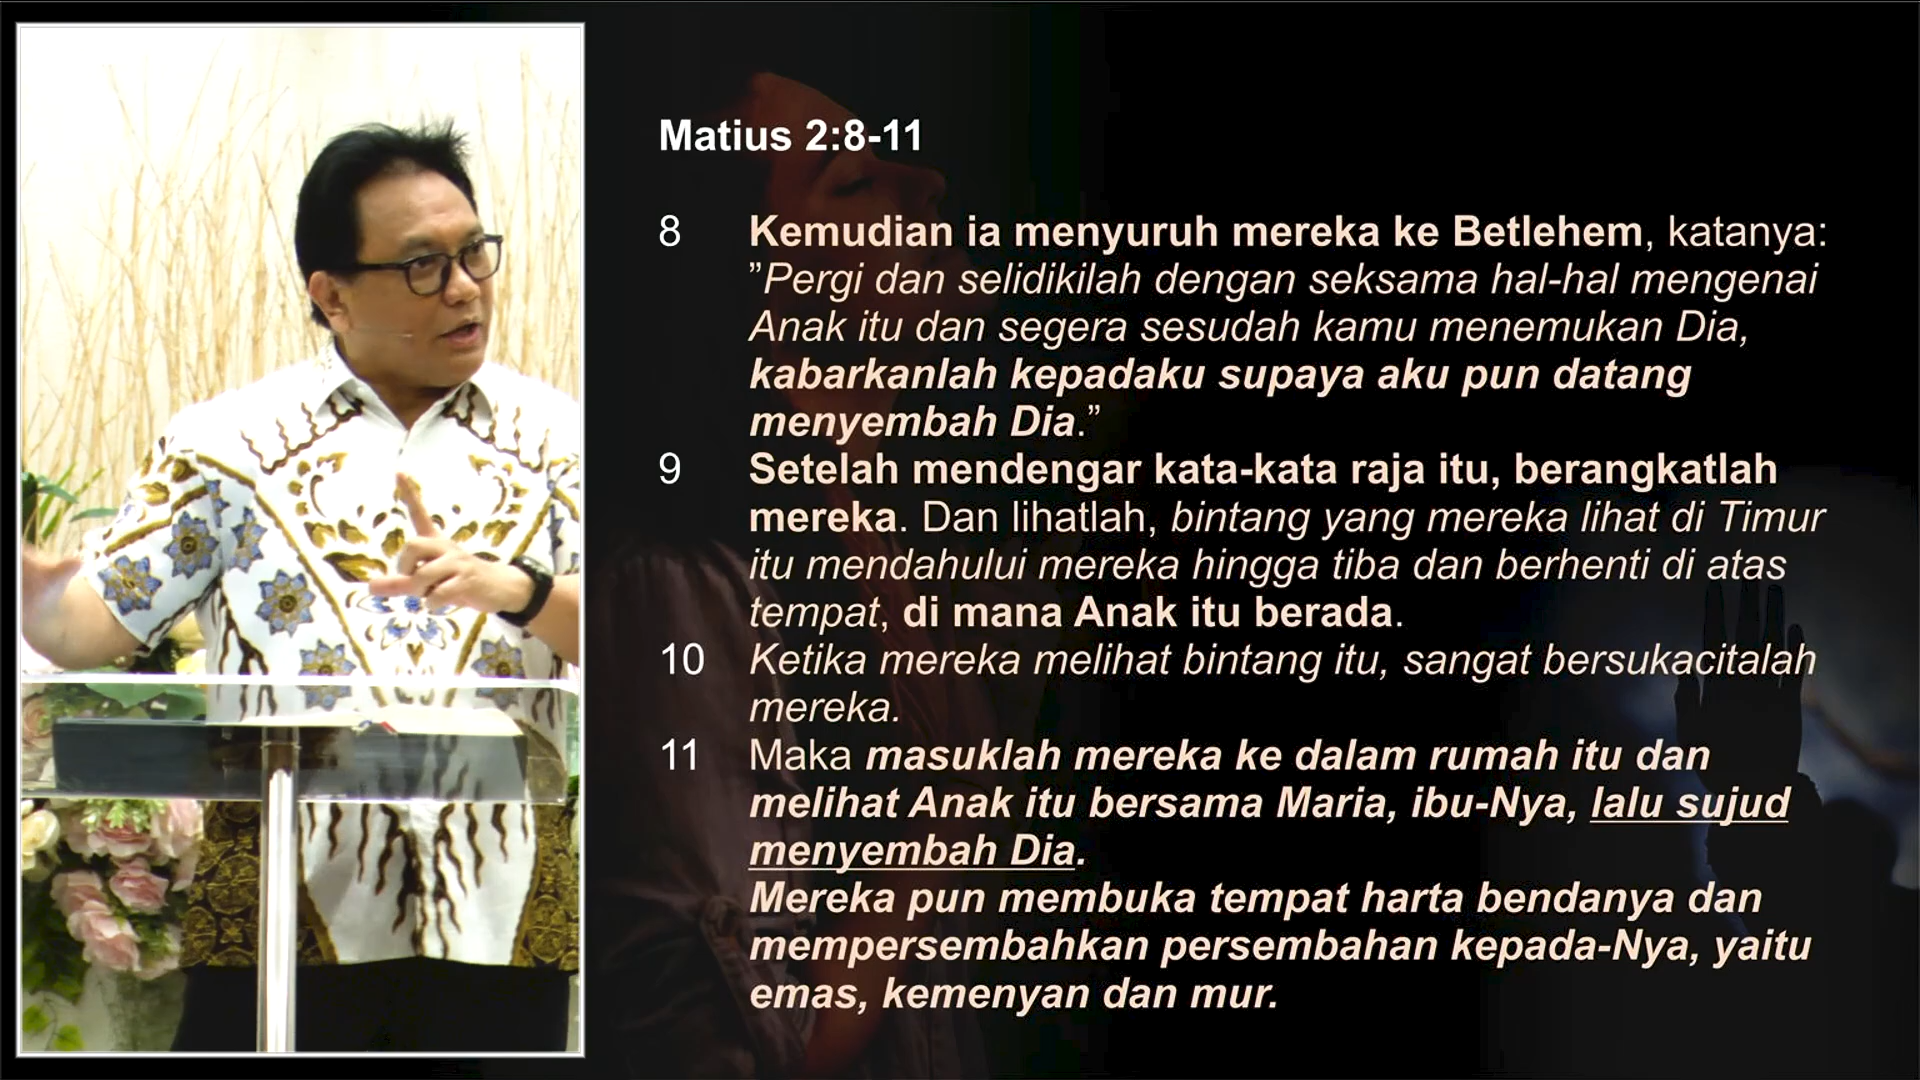 Matius 2:8-11
8 Kemudian ia menyuruh mereka ke Betlehem, katanya:
”Pergi dan selidikilah dengan seksama hal-hal mengenai
Anak itu dan segera sesudah kamu menemukan Dia,
kabarkanlah kepadaku supaya aku pun datang
menyembah Dia.”
9 Setelah mendengar kata-kata raja itu, berangkatlah
mereka. Dan lihatlah, bintang yang mereka lihat di Timur
itu mendahului mereka hingga tiba dan berhenti di atas
tempat, di mana Anak itu berada.
10 Ketika mereka melihat bintang itu, sangat bersukacitalah
mereka.
11 Maka masuklah mereka ke dalam rumah itu dan
melihat Anak itu bersama Maria, ibu-Nya, lalu sujud
menyembah Dia.
Mereka pun membuka tempat harta bendanya dan
mempersembahkan persembahan kepada-Nya, yaitu
emas, kemenyan dan mur.